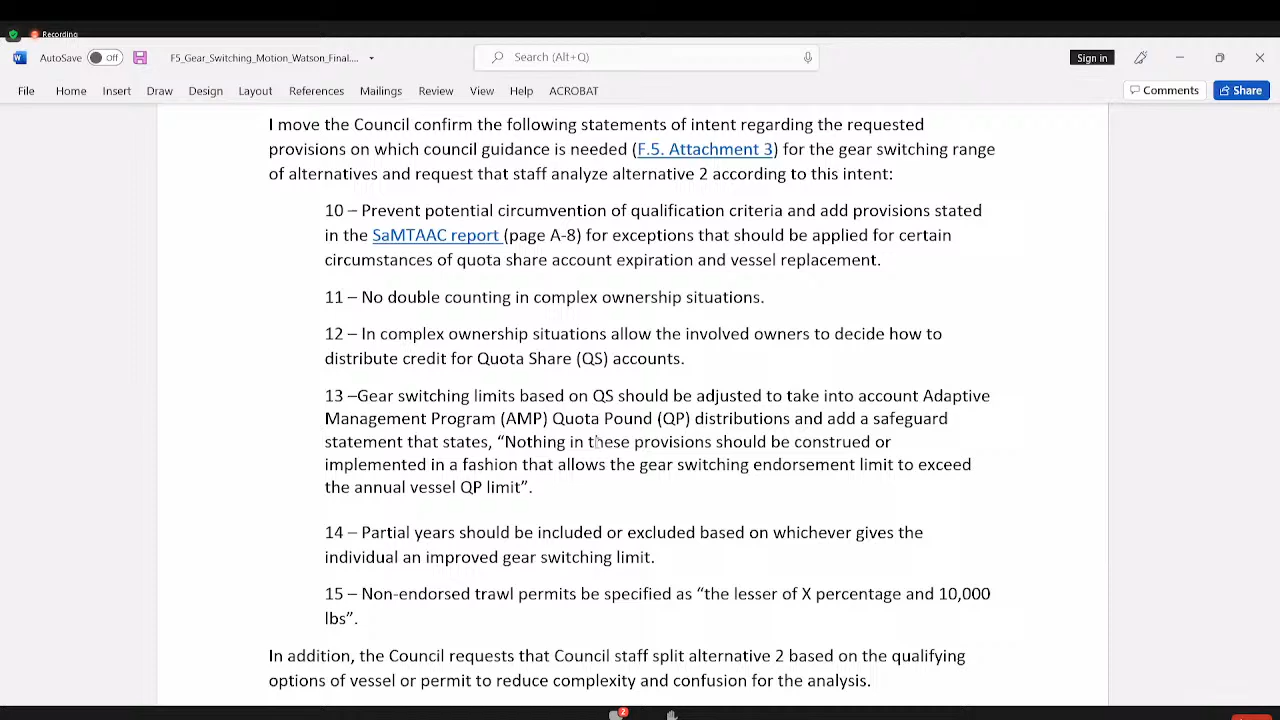 Recording
AutoSave Off F5_Gear_Switching_Motion_Watson_Final.... Search (Alt+Q) Sign in
File Home Insert Draw Design Layout References Mailings Review View Help ACROBAT Comments Share
I move the Council confirm the following statements of intent regarding the requested
provisions on which council guidance is needed (F.5. Attachment 3) for the gear switching range
of alternatives and request that staff analyze alternative 2 according to this intent:
10 – Prevent potential circumvention of qualification criteria and add provisions stated
in the SaMTAAC report (page A-8) for exceptions that should be applied for certain
circumstances of quota share account expiration and vessel replacement.
11 – No double counting in complex ownership situations.
12 – In complex ownership situations allow the involved owners to decide how to
distribute credit for Quota Share (QS) accounts.
13 –Gear switching limits based on QS should be adjusted to take into account Adaptive
Management Program (AMP) Quota Pound (QP) distributions and add a safeguard
statement that states, “Nothing in these provisions should be construed or
implemented in a fashion that allows the gear switching endorsement limit to exceed
the annual vessel QP limit”.
14 – Partial years should be included or excluded based on whichever gives the
individual an improved gear switching limit.
15 – Non-endorsed trawl permits be specified as “the lesser of X percentage and 10,000
lbs”.
In addition, the Council requests that Council staff split alternative 2 based on the qualifying
options of vessel or permit to reduce complexity and confusion for the analysis.
2